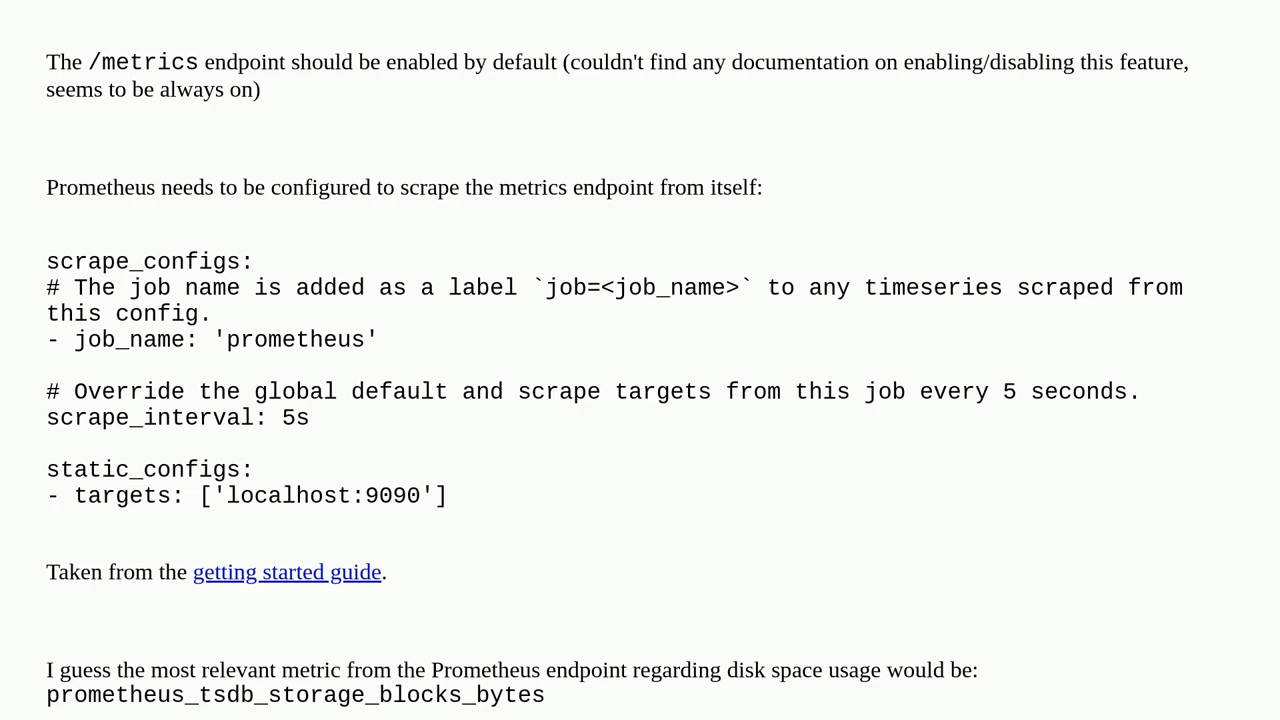 The /metrics endpoint should be enabled by default (couldn't find any documentation on enabling/disabling this feature,
seems to be always on)
Prometheus needs to be configured to scrape the metrics endpoint from itself:
scrape_configs:
# The job name is added as a label `job=<job_name>` to any timeseries scraped from
this config.
- job_name: 'prometheus'
# Override the global default and scrape targets from this job every 5 seconds.
scrape_interval: 5s
static_configs:
- targets: ['localhost:9090']
Taken from the getting started guide.
I guess the most relevant metric from the Prometheus endpoint regarding disk space usage would be:
prometheus_tsdb_storage_blocks_bytes